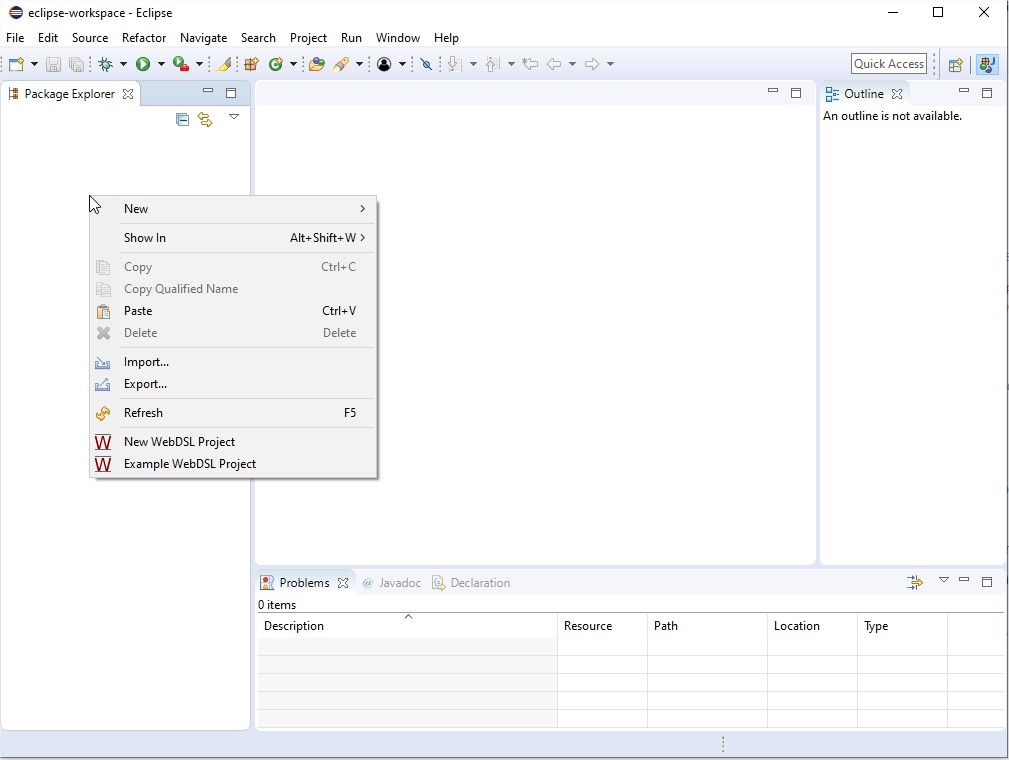 eclipse-workspace - Eclipse
File Edit Source Refactor Navigate Search Project Run Window Help
Quick Access
Package Explorer
Outline
An outline is not available.
New
Show In Alt+Shift+W
Copy Ctrl+C
Copy Qualified Name
Paste Ctrl+V
Delete Delete
Import...
Export...
Refresh F5
W New WebDSL Project
W Example WebDSL Project
Problems @ Javadoc Declaration
0 items
Description Resource Path Location Type